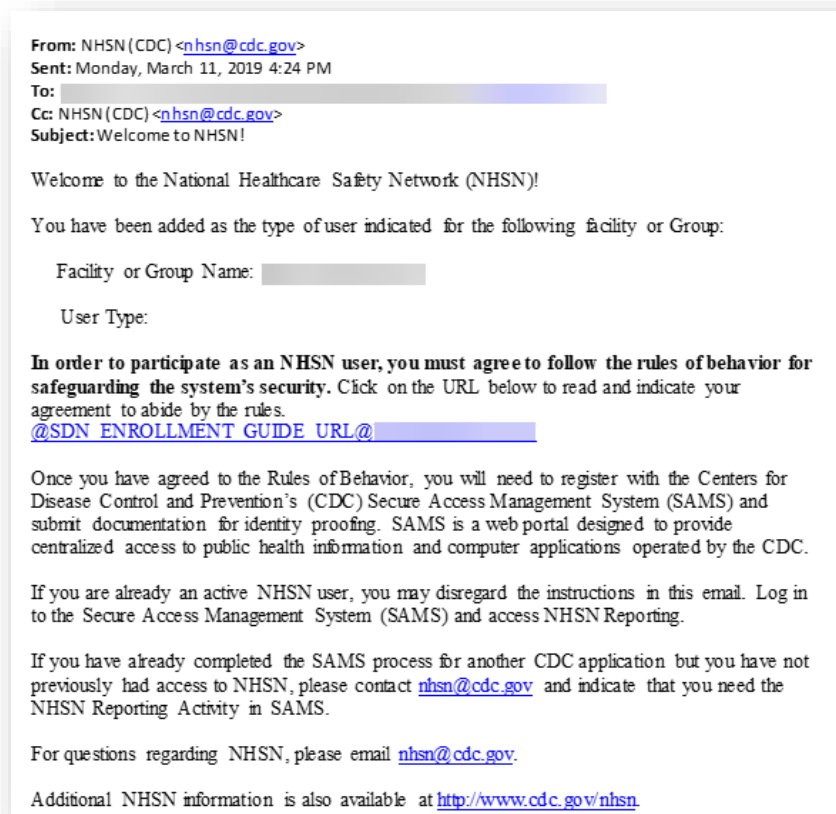 From: NHSN (CDC) <nhsn@cdc.gov>
Sent: Monday, March 11, 2019 4:24 PM
To:
Cc: NHSN (CDC) <nhsn@cdc.gov>
Subject: Welcome to NHSN!
Welcome to the National Healthcare Safety Network (NHSN)!
You have been added as the type of user indicated for the following facility or Group:
Facility or Group Name:
User Type:
In order to participate as an NHSN user, you must agree to follow the rules of behavior for
safeguarding the system's security. Click on the URL below to read and indicate your
agreement to abide by the rules.
@SDN ENROLLMENT GUIDE URL@
Once you have agreed to the Rules of Behavior, you will need to register with the Centers for
Disease Control and Prevention's (CDC) Secure Access Management System (SAMS) and
submit documentation for identity proofing. SAMS is a web portal designed to provide
centralized access to public health information and computer applications operated by the CDC.
If you are already an active NHSN user, you may disregard the instructions in this email. Log in
to the Secure Access Management System (SAMS) and access NHSN Reporting.
If you have already completed the SAMS process for another CDC application but you have not
previously had access to NHSN, please contact nhsn@cdc.gov and indicate that you need the
NHSN Reporting Activity in SAMS.
For questions regarding NHSN, please email nhsn@cdc.gov.
Additional NHSN information is also available at http://www.cdc.gov/nhsn.